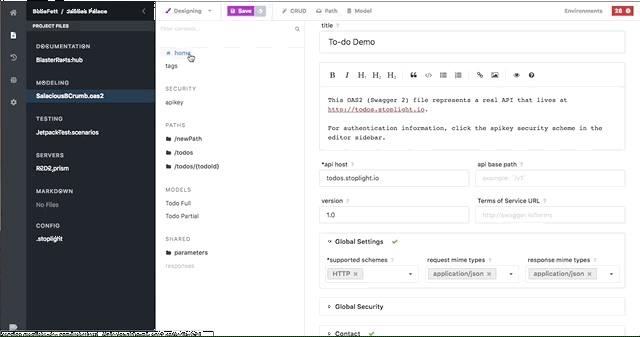 BibleFett / Jabba's Palace
Designing
Save
CRUD
Path
Model
Environments
28
PROJECT FILES
DOCUMENTATION
BlasterRants:hub
MODELING
SalaciousBCrumb.oas2
TESTING
JetpackTest:scenarios
SERVERS
R2D2.prism
MARKDOWN
No Files
CONFIG
.stoplight
Filter contents...
home
tags
SECURITY
apikey
PATHS
/newPath
/todos
/todos/{todoId}
MODELS
Todo Full
Todo Partial
SHARED
parameters
responses
title ?
To-do Demo
B I H1 H2 H3
This OAS2 (Swagger 2) file represents a real API that lives at
http://todos.stoplight.io.
For authentication information, click the apikey security scheme in the
editor sidebar.
*api host ?
api base path ?
todos.stoplight.io
example: `/v1`
version ?
Terms of Service URL ?
1.0
http://swagger.io/terms
Global Settings
*supported schemes ?
request mime types ?
response mime types ?
HTTP ×
application/json ×
application/json ×
Global Security
Contact